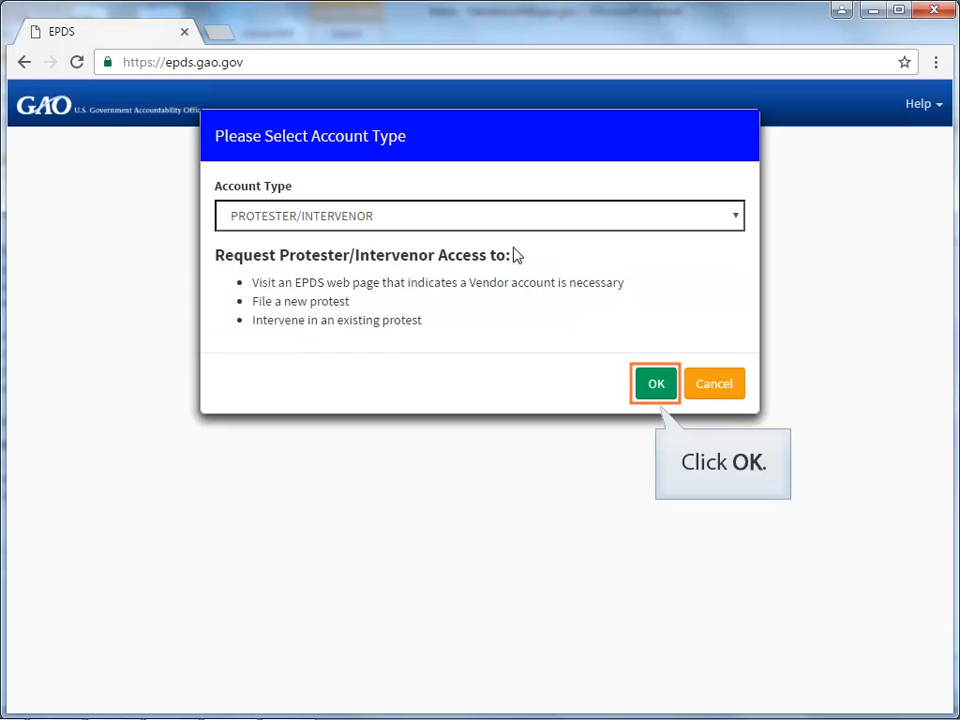 EPDS
https://epds.gao.gov
GAO U.S. Government Accountability Offic
Help
Please Select Account Type
Account Type
PROTESTER/INTERVENOR
Request Protester/Intervenor Access to:
Visit an EPDS web page that indicates a Vendor account is necessary
File a new protest
Intervene in an existing protest
OK
Cancel
Click OK.